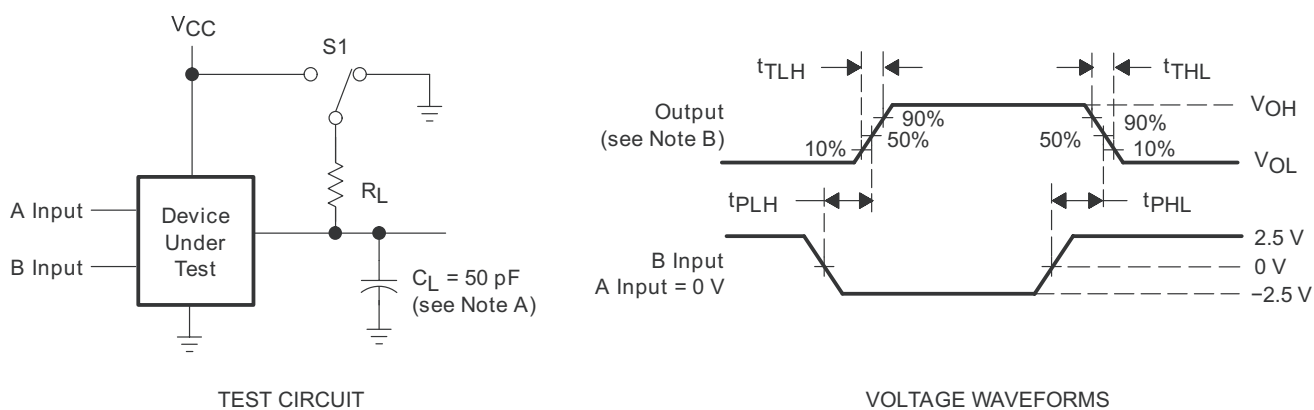 VCC
S1
RL
A Input
B Input
Device
Under
Test
CL = 50 pF
(see Note A)
TEST CIRCUIT
tTLH
tTHL
Output
(see Note B)
10%
50%
90%
50%
90%
10%
VOH
VOL
tPLH
tPHL
B Input
A Input = 0 V
2.5 V
0 V
−2.5 V
VOLTAGE WAVEFORMS